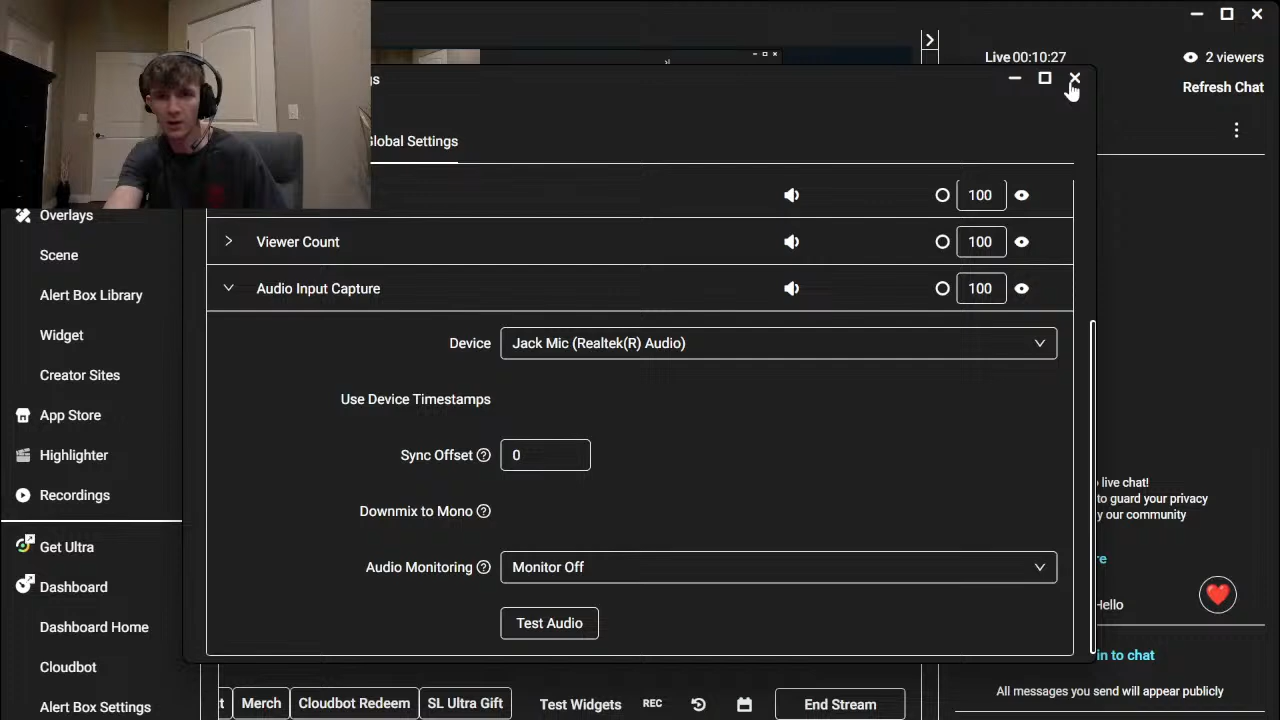 Live 00:10:27
2 viewers
Refresh Chat
gs
Global Settings
100
Viewer Count
100
Audio Input Capture
100
Device
Jack Mic (Realtek(R) Audio)
Use Device Timestamps
Sync Offset
0
Downmix to Mono
Audio Monitoring
Monitor Off
Test Audio
Overlays
Scene
Alert Box Library
Widget
Creator Sites
App Store
Highlighter
Recordings
Get Ultra
Dashboard
Dashboard Home
Cloudbot
Alert Box Settings
live chat!
to guard your privacy
y our community
re
Hello
in to chat
All messages you send will appear publicly
t
Merch
Cloudbot Redeem
SL Ultra Gift
Test Widgets
REC
End Stream